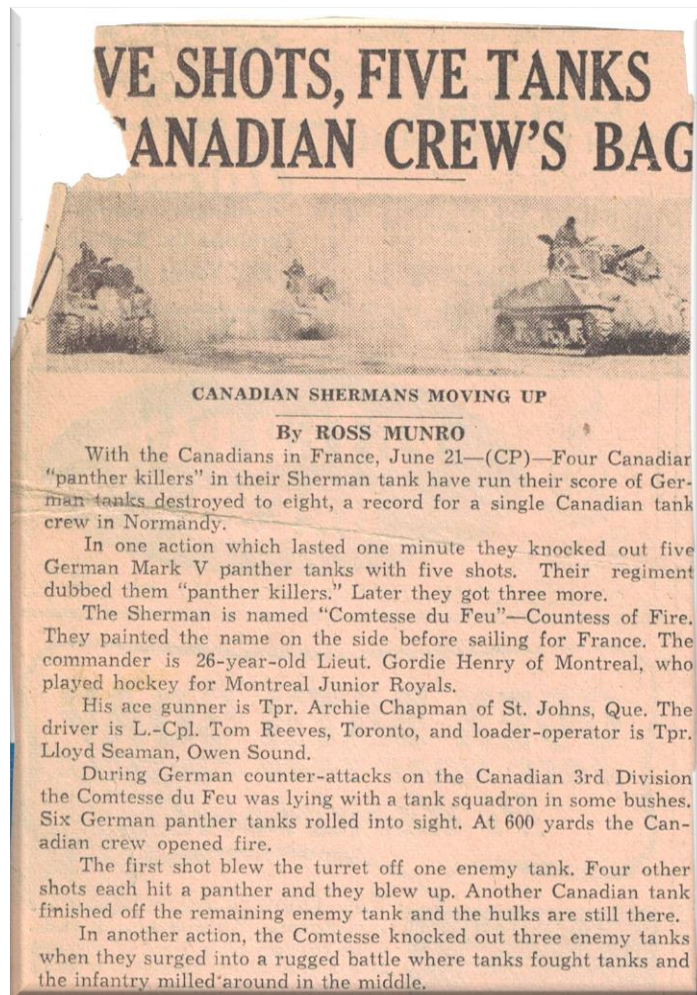 VE SHOTS, FIVE TANKS
CANADIAN CREW'S BAG
CANADIAN SHERMANS MOVING UP
By ROSS MUNRO
With the Canadians in France, June 21—(CP)—Four Canadian
"panther killers" in their Sherman tank have run their score of Ger-
man tanks destroyed to eight, a record for a single Canadian tank
crew in Normandy.
In one action which lasted one minute they knocked out five
German Mark V panther tanks with five shots. Their regiment
dubbed them "panther killers." Later they got three more.
The Sherman is named "Comtesse du Feu"—Countess of Fire.
They painted the name on the side before sailing for France. The
commander is 26-year-old Lieut. Gordie Henry of Montreal, who
played hockey for Montreal Junior Royals.
His ace gunner is Tpr. Archie Chapman of St. Johns, Que. The
driver is L.-Cpl. Tom Reeves, Toronto, and loader-operator is Tpr.
Lloyd Seaman, Owen Sound.
During German counter-attacks on the Canadian 3rd Division
the Comtesse du Feu was lying with a tank squadron in some bushes.
Six German panther tanks rolled into sight. At 600 yards the Can-
adian crew opened fire.
The first shot blew the turret off one enemy tank. Four other
shots each hit a panther and they blew up. Another Canadian tank
finished off the remaining enemy tank and the hulks are still there.
In another action, the Comtesse knocked out three enemy tanks
when they surged into a rugged battle where tanks fought tanks and
the infantry milled around in the middle.